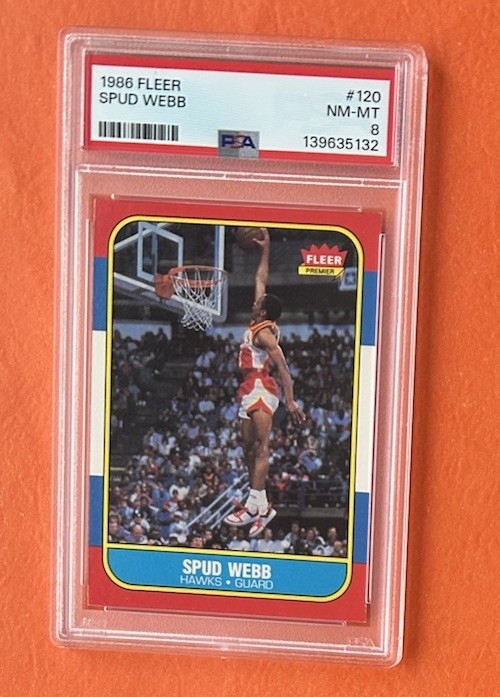 1986 FLEER
SPUD WEBB
#120
NM-MT
8
139635132
PSA
FLEER
PREMIER
SPUD WEBB
HAWKS • GUARD